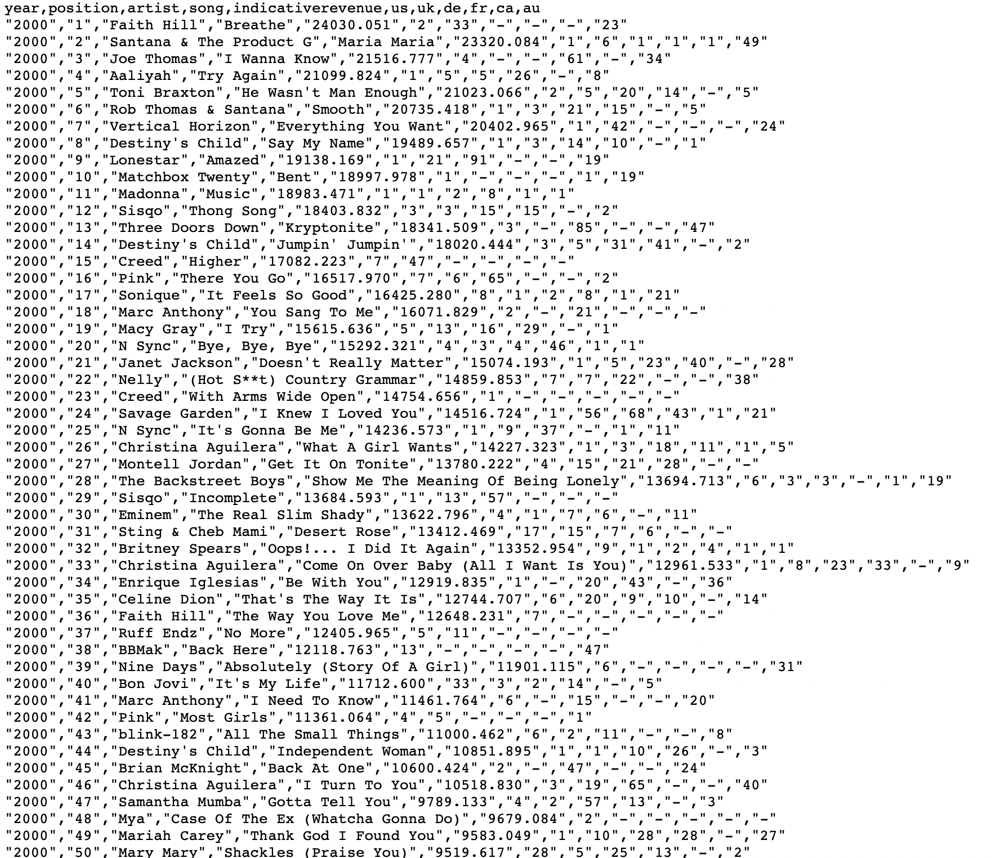 year,position,artist,song,indicativerevenue,us,uk,de,fr,ca,au
"2000","1","Faith Hill","Breathe","24030.051","2","33","-","-","-","23"
"2000","2","Santana & The Product G","Maria Maria","23320.084","1","6","1","1","1","49"
"2000","3","Joe Thomas","I Wanna Know","21516.777","4","-","-","61","-","34"
"2000","4","Aaliyah","Try Again","21099.824","1","5","5","26","-","8"
"2000","5","Toni Braxton","He Wasn't Man Enough","21023.066","2","5","20","14","-","5"
"2000","6","Rob Thomas & Santana","Smooth","20735.418","1","3","21","15","-","5"
"2000","7","Vertical Horizon","Everything You Want","20402.965","1","42","-","-","-","24"
"2000","8","Destiny's Child","Say My Name","19489.657","1","3","14","10","-","1"
"2000","9","Lonestar","Amazed","19138.169","1","21","91","-","-","19"
"2000","10","Matchbox Twenty","Bent","18997.978","1","-","-","-","1","19"
"2000","11","Madonna","Music","18983.471","1","1","2","8","1","1"
"2000","12","Sisqo","Thong Song","18403.832","3","3","15","15","-","2"
"2000","13","Three Doors Down","Kryptonite","18341.509","3","-","85","-","-","47"
"2000","14","Destiny's Child","Jumpin' Jumpin'","18020.444","3","5","31","41","-","2"
"2000","15","Creed","Higher","17082.223","7","47","-","-","-","-"
"2000","16","Pink","There You Go","16517.970","7","6","65","-","-","2"
"2000","17","Sonique","It Feels So Good","16425.280","8","1","2","8","1","21"
"2000","18","Marc Anthony","You Sang To Me","16071.829","2","-","21","-","-","-"
"2000","19","Macy Gray","I Try","15615.636","5","13","16","29","-","1"
"2000","20","N Sync","Bye, Bye, Bye","15292.321","4","3","4","46","1","1"
"2000","21","Janet Jackson","Doesn't Really Matter","15074.193","1","5","23","40","-","28"
"2000","22","Nelly","(Hot S**t) Country Grammar","14859.853","7","7","22","-","-","38"
"2000","23","Creed","With Arms Wide Open","14754.656","1","-","-","-","-","-"
"2000","24","Savage Garden","I Knew I Loved You","14516.724","1","56","68","43","1","21"
"2000","25","N Sync","It's Gonna Be Me","14236.573","1","9","37","-","1","11"
"2000","26","Christina Aguilera","What A Girl Wants","14227.323","1","3","18","11","1","5"
"2000","27","Montell Jordan","Get It On Tonite","13780.222","4","15","21","28","-","-"
"2000","28","The Backstreet Boys","Show Me The Meaning Of Being Lonely","13694.713","6","3","3","-","1","19"
"2000","29","Sisqo","Incomplete","13684.593","1","13","57","-","-","-"
"2000","30","Eminem","The Real Slim Shady","13622.796","4","1","7","6","-","11"
"2000","31","Sting & Cheb Mami","Desert Rose","13412.469","17","15","7","6","-","-"
"2000","32","Britney Spears","Oops!... I Did It Again","13352.954","9","1","2","4","1","1"
"2000","33","Christina Aguilera","Come On Over Baby (All I Want Is You)","12961.533","1","8","23","33","-","9"
"2000","34","Enrique Iglesias","Be With You","12919.835","1","-","20","43","-","36"
"2000","35","Celine Dion","That's The Way It Is","12744.707","6","20","9","10","-","14"
"2000","36","Faith Hill","The Way You Love Me","12648.231","7","-","-","-","-","-"
"2000","37","Ruff Endz","No More","12405.965","5","11","-","-","-","-"
"2000","38","BBMak","Back Here","12118.763","13","-","-","-","-","47"
"2000","39","Nine Days","Absolutely (Story Of A Girl)","11901.115","6","-","-","-","-","31"
"2000","40","Bon Jovi","It's My Life","11712.600","33","3","2","14","-","5"
"2000","41","Marc Anthony","I Need To Know","11461.764","6","-","15","-","-","20"
"2000","42","Pink","Most Girls","11361.064","4","5","-","-","-","1"
"2000","43","blink-182","All The Small Things","11000.462","6","2","11","-","-","8"
"2000","44","Destiny's Child","Independent Woman","10851.895","1","1","10","26","-","3"
"2000","45","Brian McKnight","Back At One","10600.424","2","-","47","-","-","24"
"2000","46","Christina Aguilera","I Turn To You","10518.830","3","19","65","-","-","40"
"2000","47","Samantha Mumba","Gotta Tell You","9789.133","4","2","57","13","-","3"
"2000","48","Mya","Case Of The Ex (Whatcha Gonna Do)","9679.084","2","-","-","-","-","-"
"2000","49","Mariah Carey","Thank God I Found You","9583.049","1","10","28","28","-","27"
"2000","50","Mary Mary","Shackles (Praise You)","9519.617","28","5","25","13","-","2"